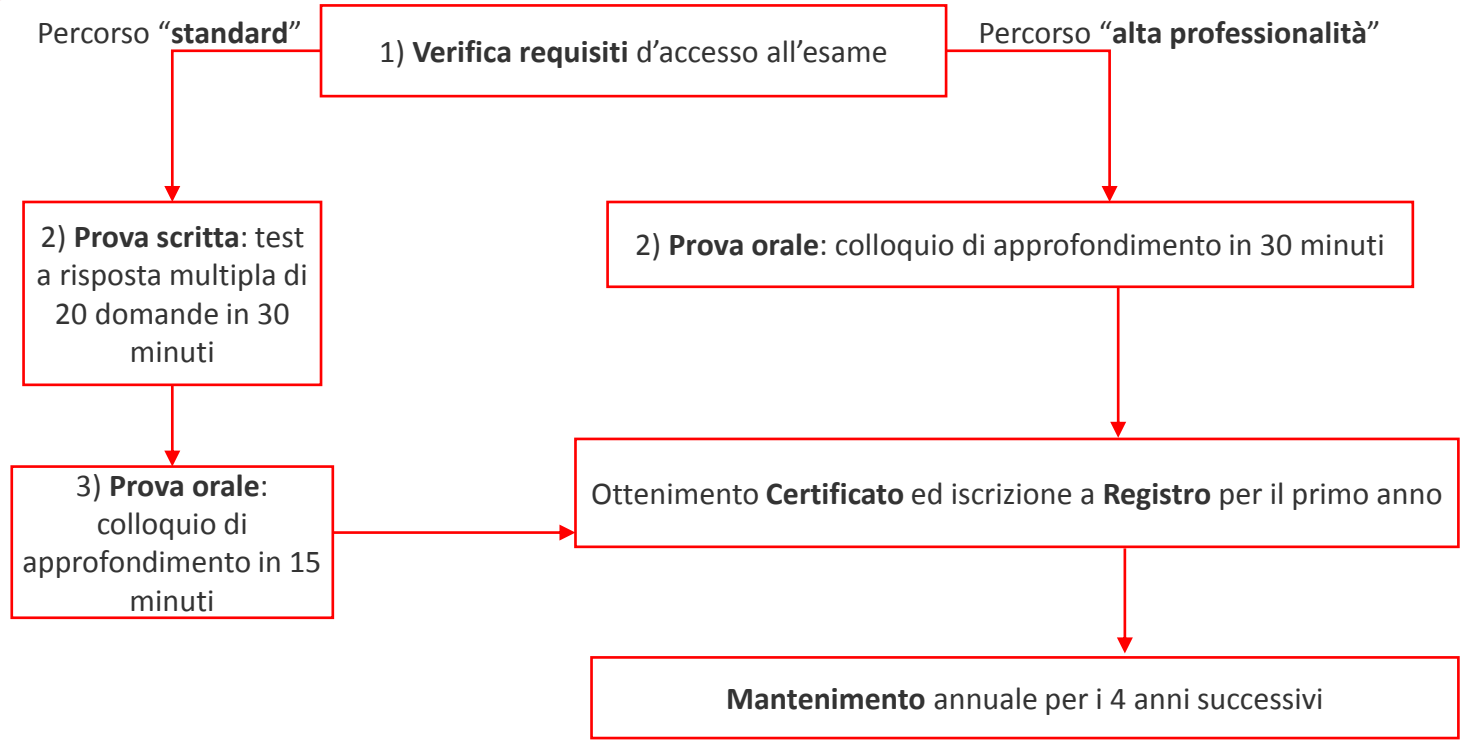 Percorso “standard”
1) Verifica requisiti d’accesso all’esame
Percorso “alta professionalità”
2) Prova scritta: test
a risposta multipla di
20 domande in 30
minuti
2) Prova orale: colloquio di approfondimento in 30 minuti
3) Prova orale:
colloquio di
approfondimento in 15
minuti
Ottenimento Certificato ed iscrizione a Registro per il primo anno
Mantenimento annuale per i 4 anni successivi